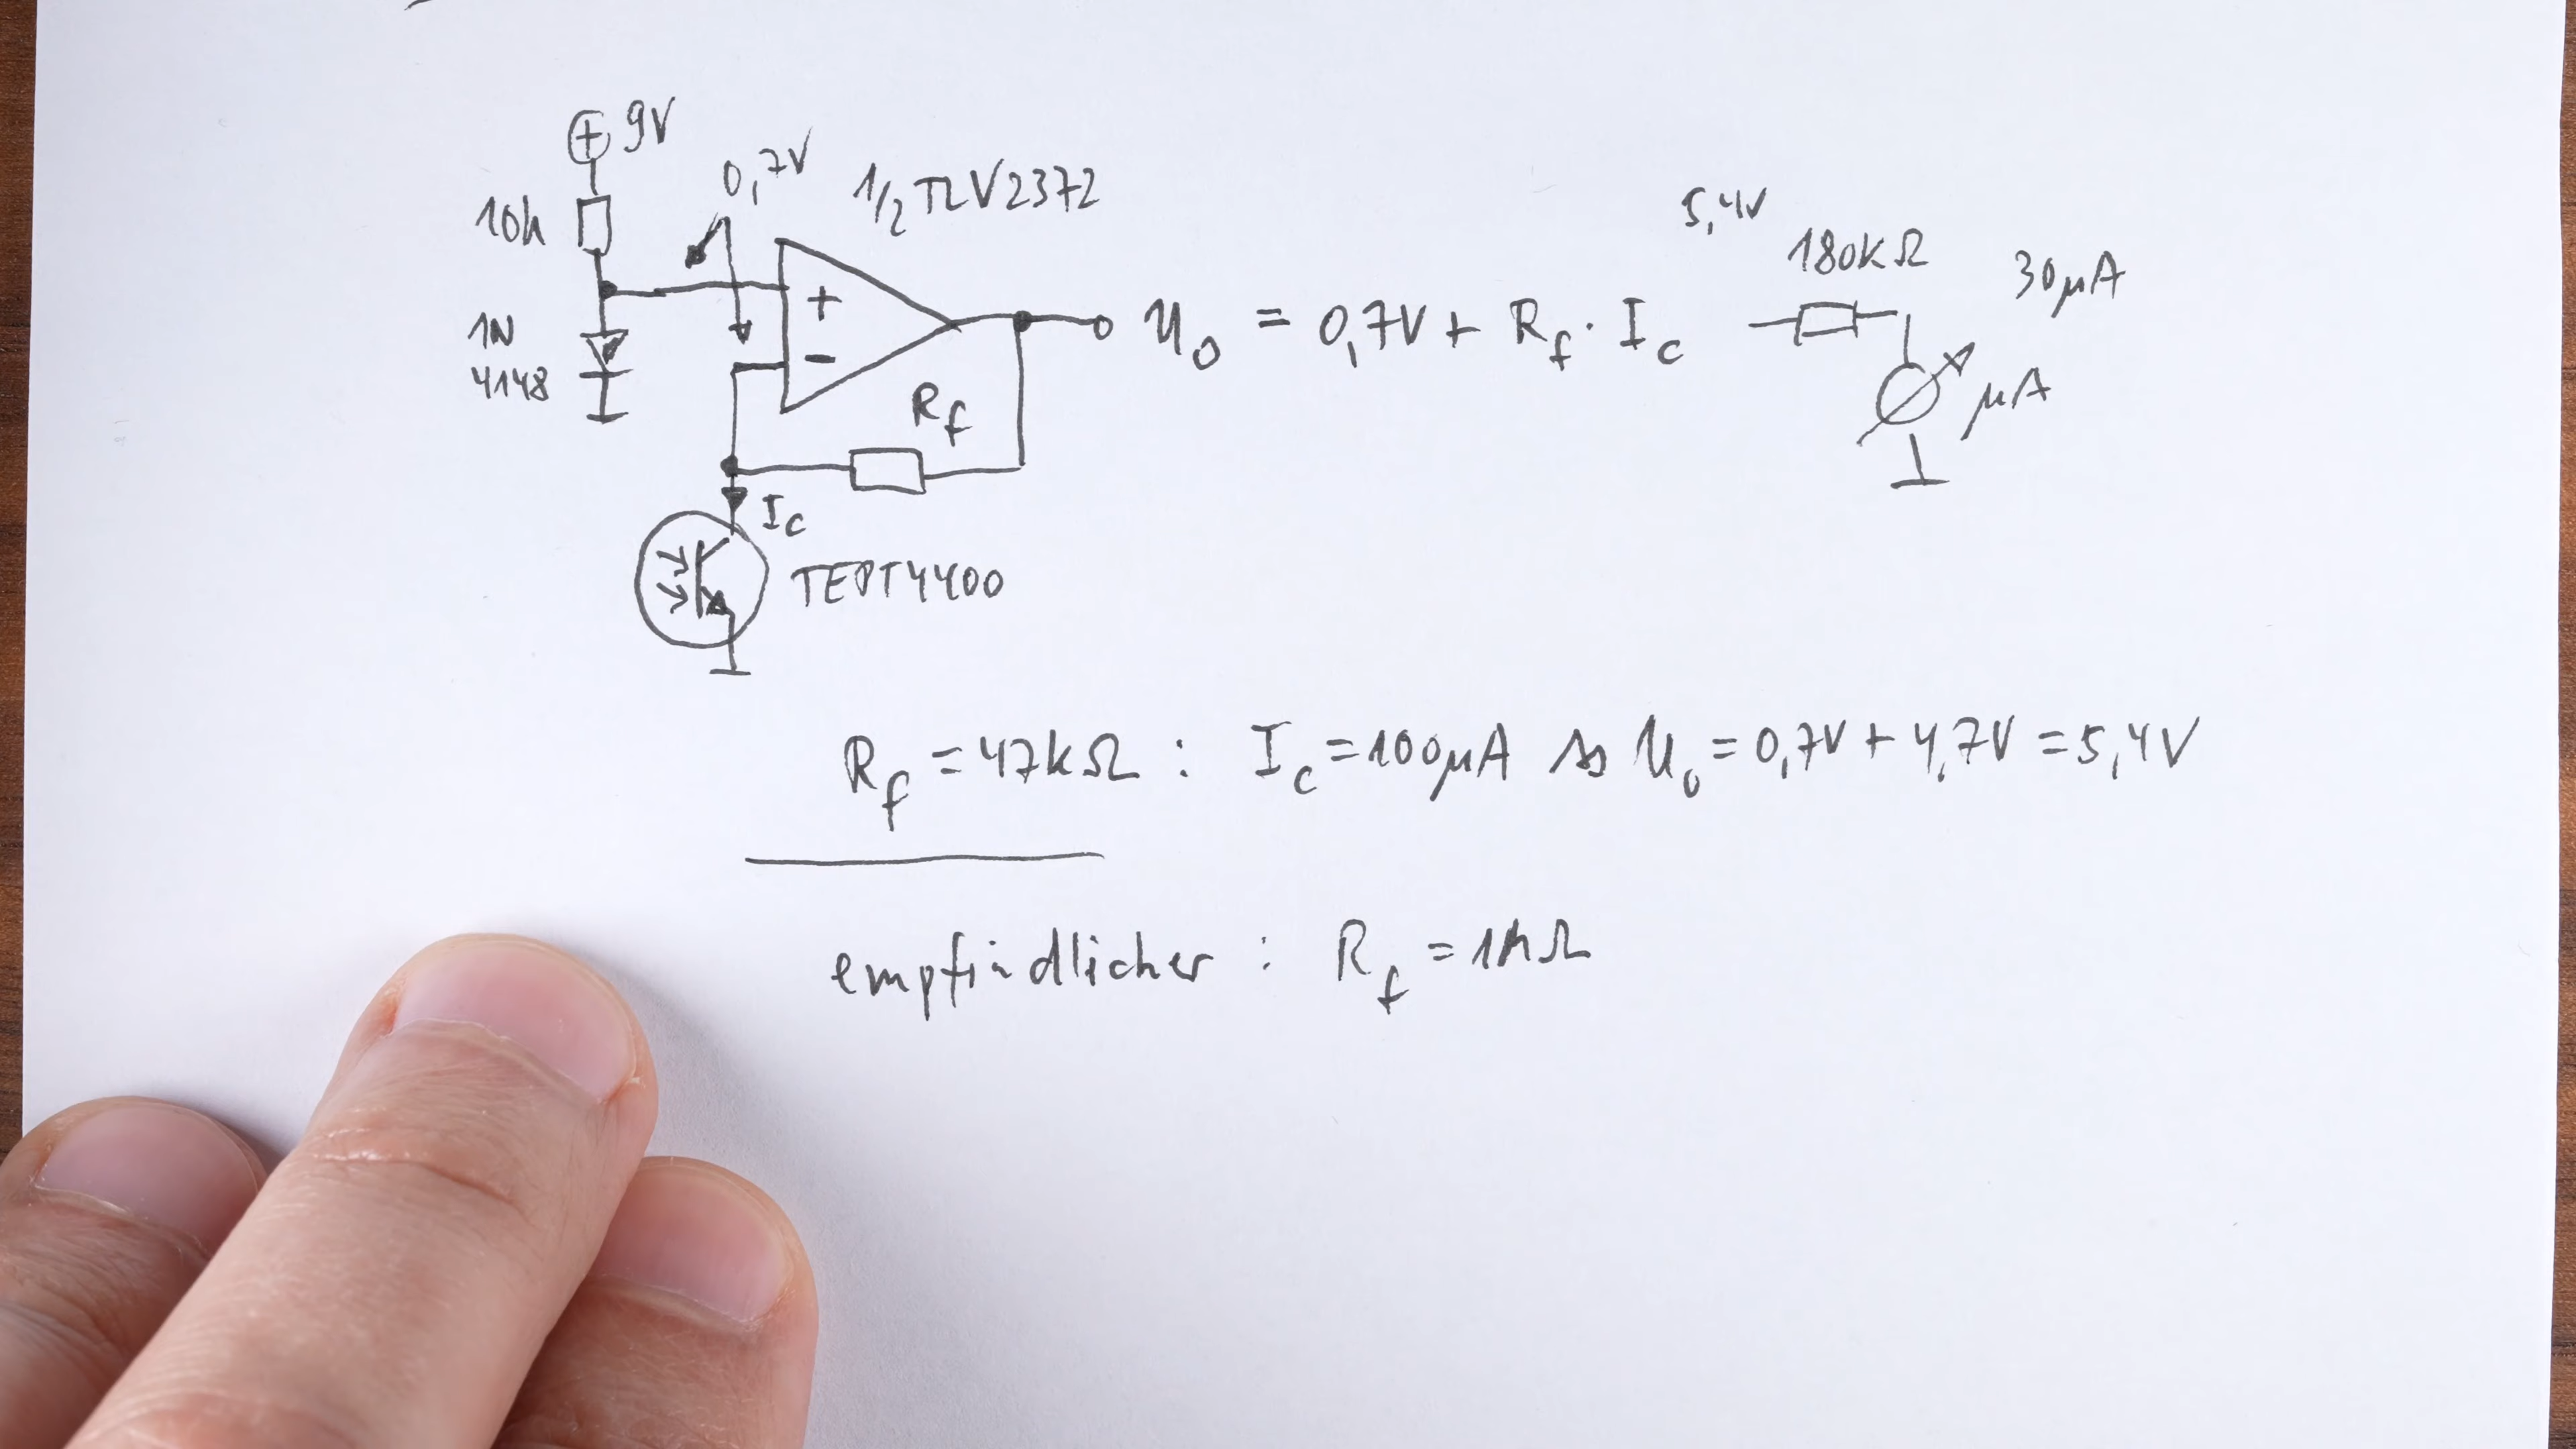 ⊕ 9V
0,7V
1/2 TLV2372
10k
1N
4148
+
−
Rf
Ic
TEPT4400
U0 = 0,7V + Rf · Ic
5,4V
180kΩ
30µA
µA
Rf = 47kΩ : Ic = 100µA ⇝ U0 = 0,7V + 4,7V = 5,4V
empfindlicher : Rf = 1MΩ